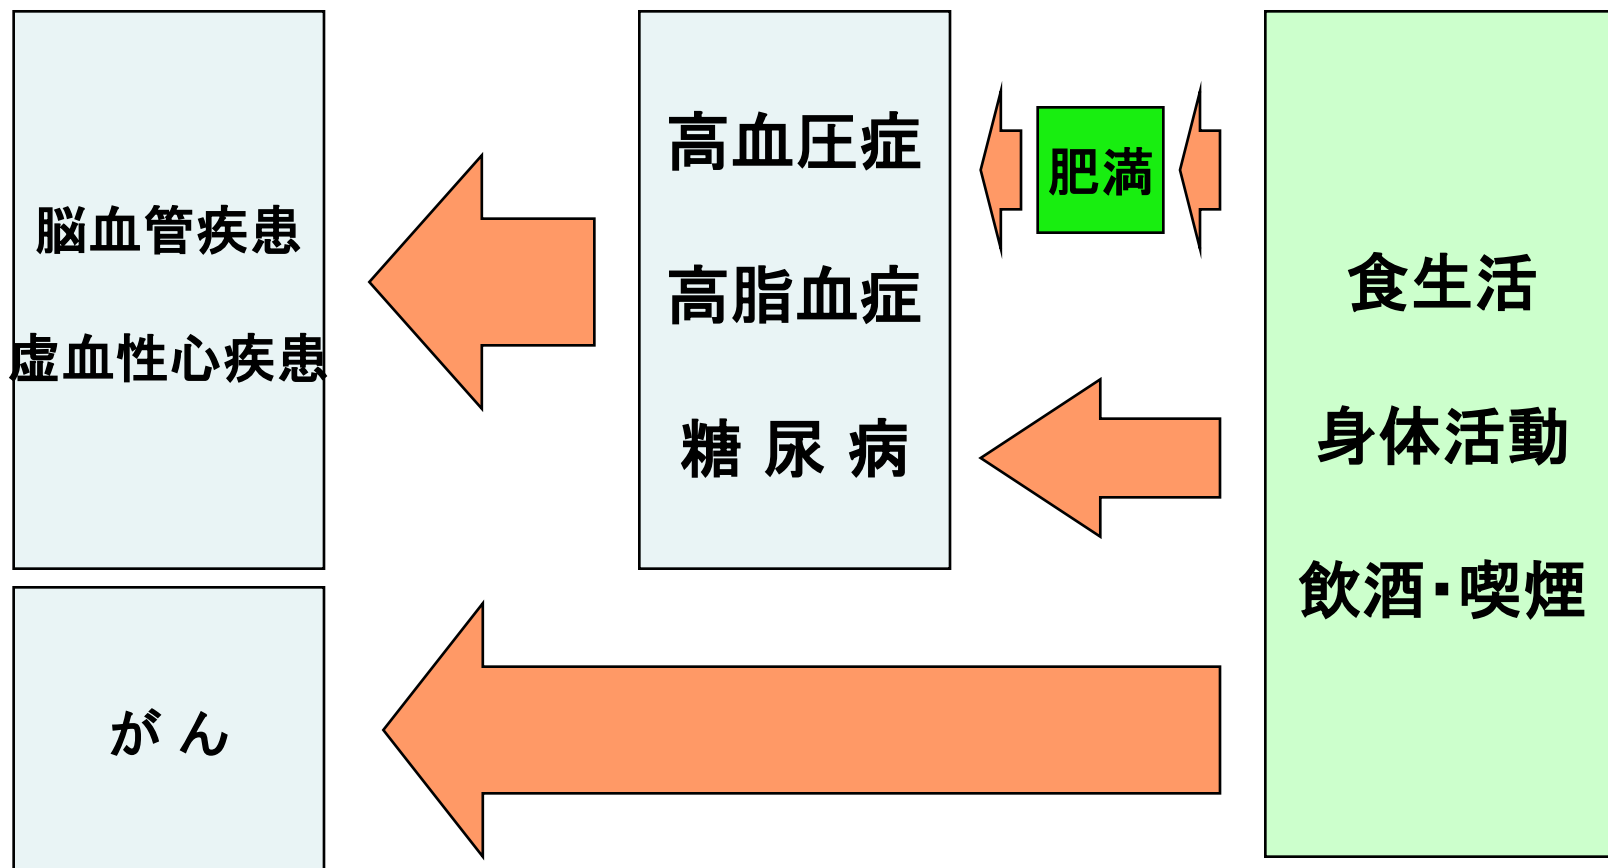 脳血管疾患
虚血性心疾患
がん
高血圧症
高脂血症
糖尿病
肥満
食生活
身体活動
飲酒・喫煙